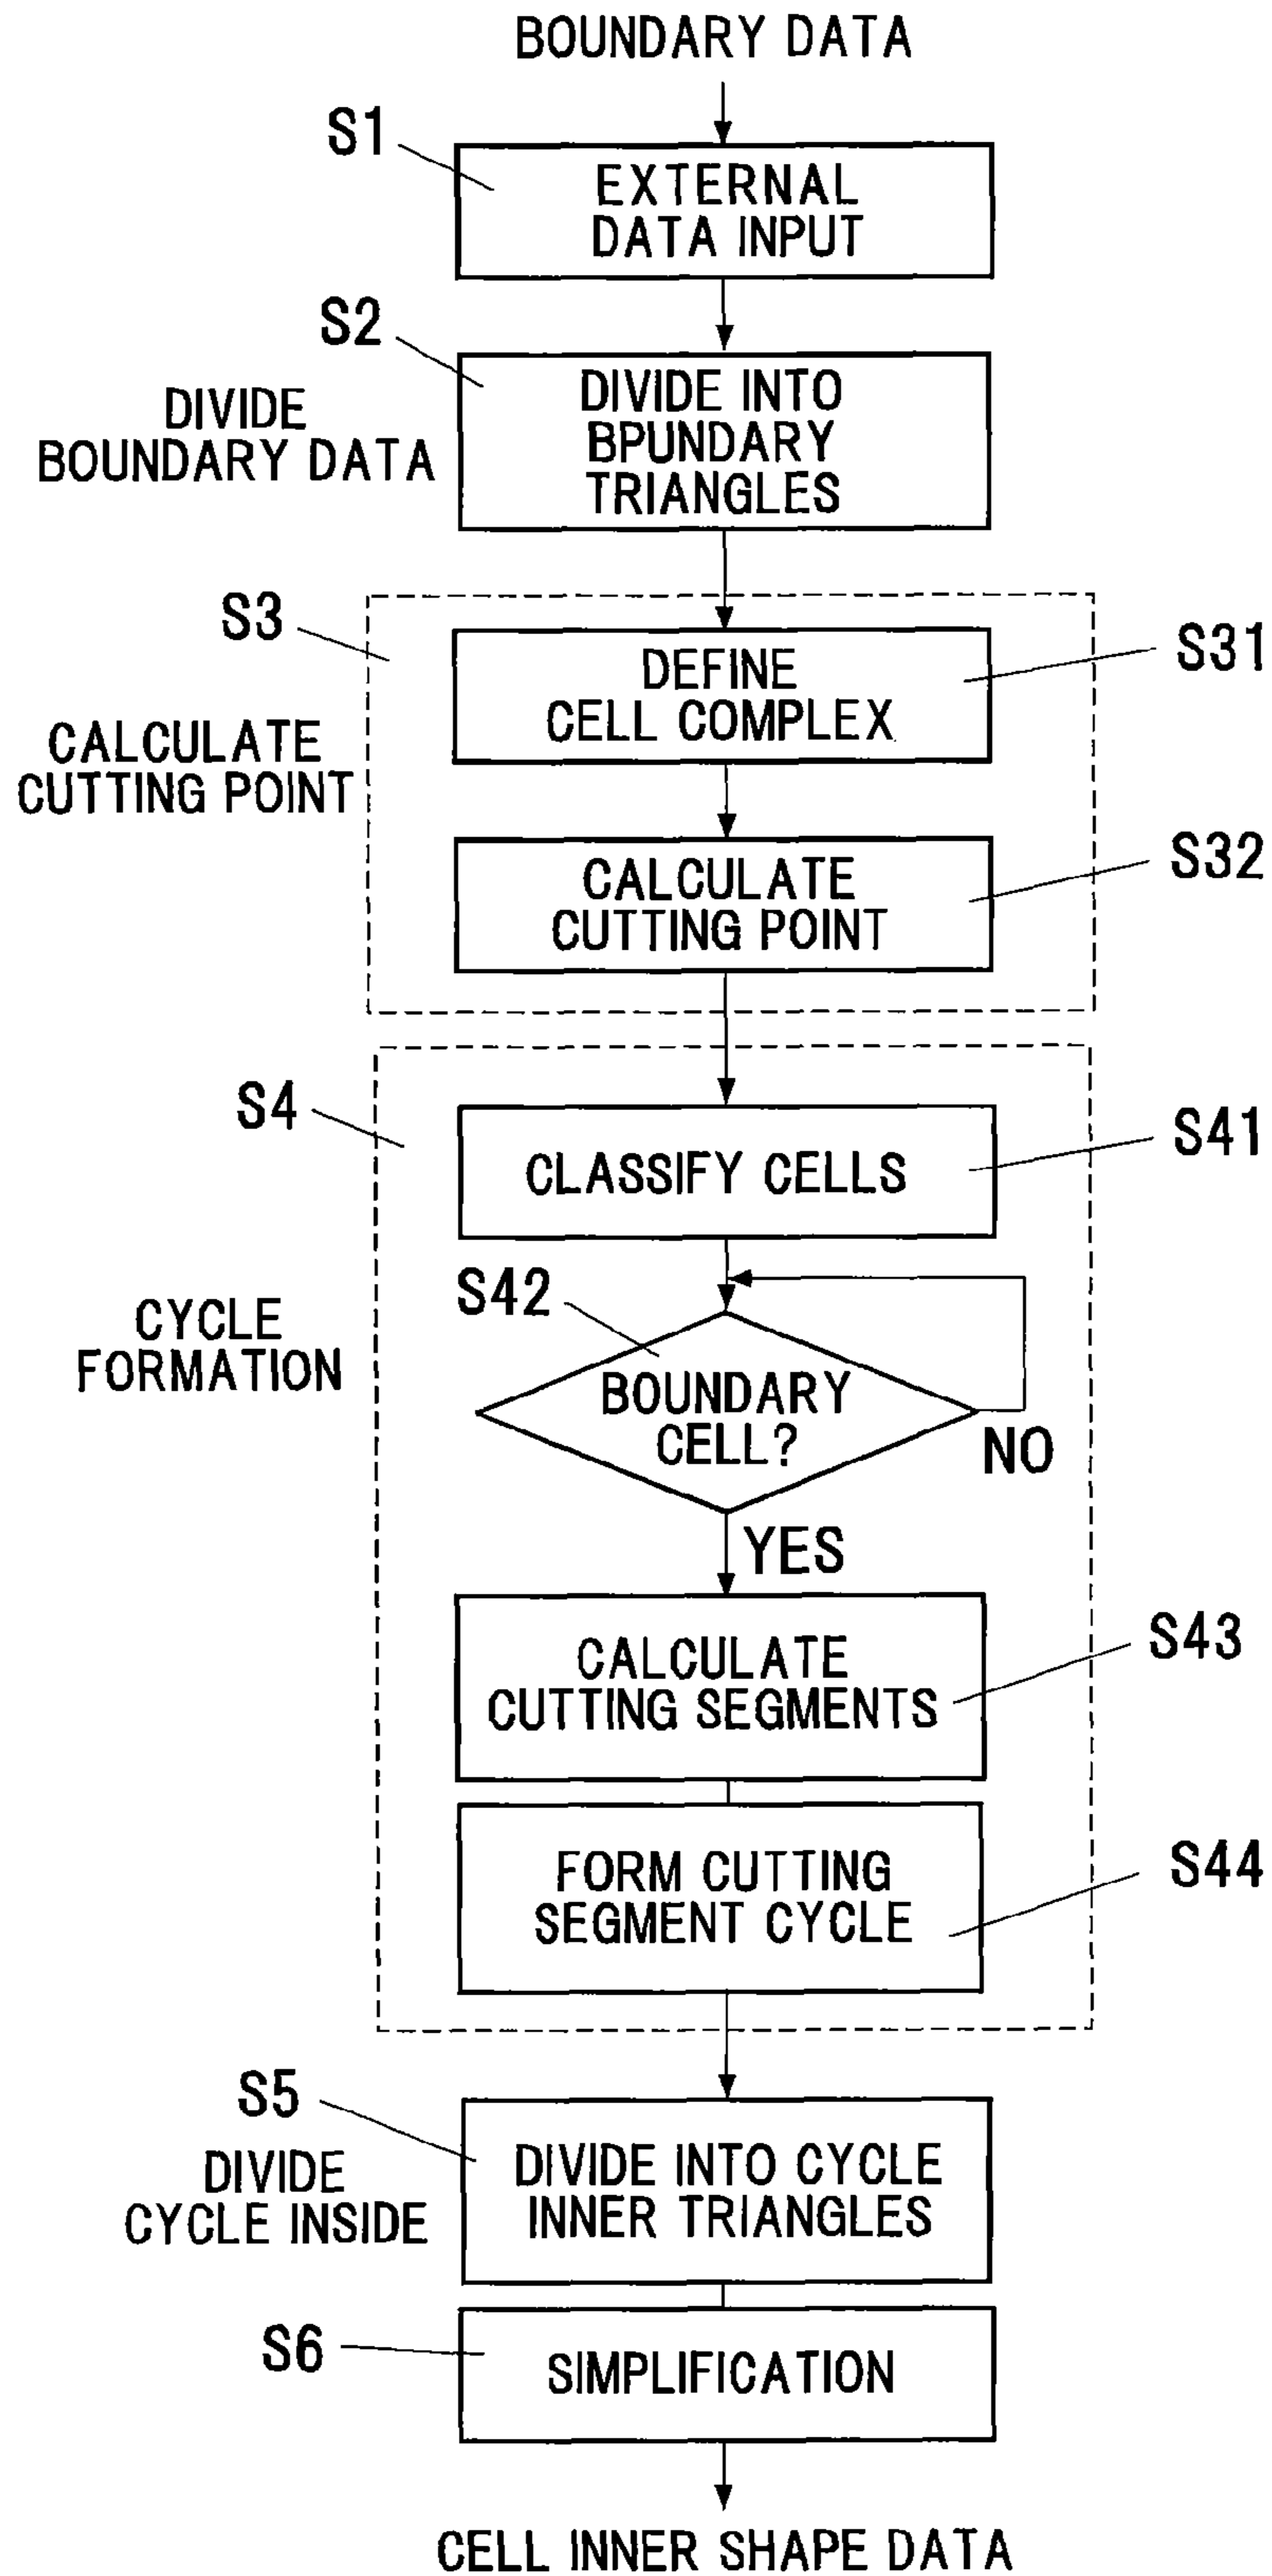 BOUNDARY DATA
S1
EXTERNAL
DATA INPUT
S2
DIVIDE
BOUNDARY DATA
DIVIDE INTO
BPUNDARY
TRIANGLES
S3
CALCULATE
CUTTING POINT
DEFINE
CELL COMPLEX
S31
CALCULATE
CUTTING POINT
S32
S4
CYCLE
FORMATION
CLASSIFY CELLS
S41
S42
BOUNDARY
CELL?
NO
YES
CALCULATE
CUTTING SEGMENTS
S43
FORM CUTTING
SEGMENT CYCLE
S44
S5
DIVIDE
CYCLE INSIDE
DIVIDE INTO CYCLE
INNER TRIANGLES
S6
SIMPLIFICATION
CELL INNER SHAPE DATA